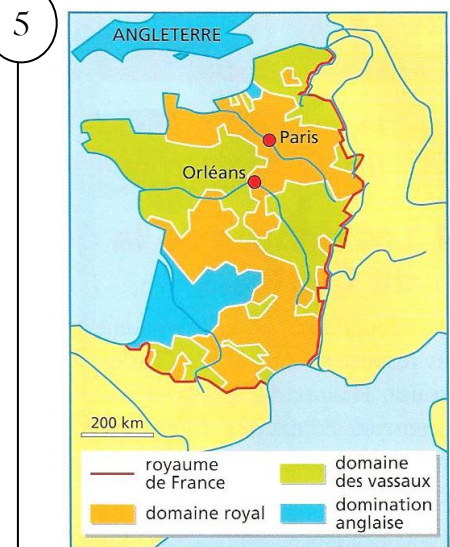 5
ANGLETERRE
Paris
Orléans
200 km
royaume
de France
domaine
des vassaux
domaine royal
domination
anglaise